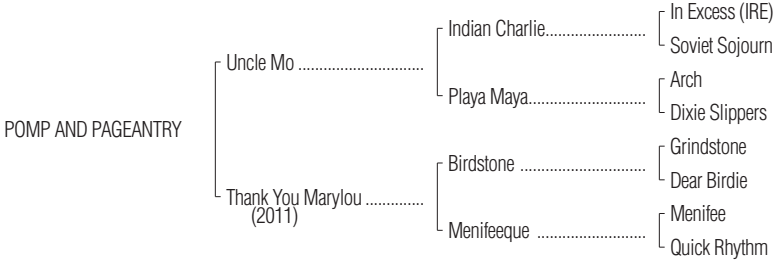 In Excess (IRE)
Indian Charlie........................
Soviet Sojourn
Uncle Mo .............................
Arch
Playa Maya............................
Dixie Slippers
POMP AND PAGEANTRY
Grindstone
Birdstone .............................
Dear Birdie
Thank You Marylou .............
(2011)
Menifee
Menifeeque .........................
Quick Rhythm